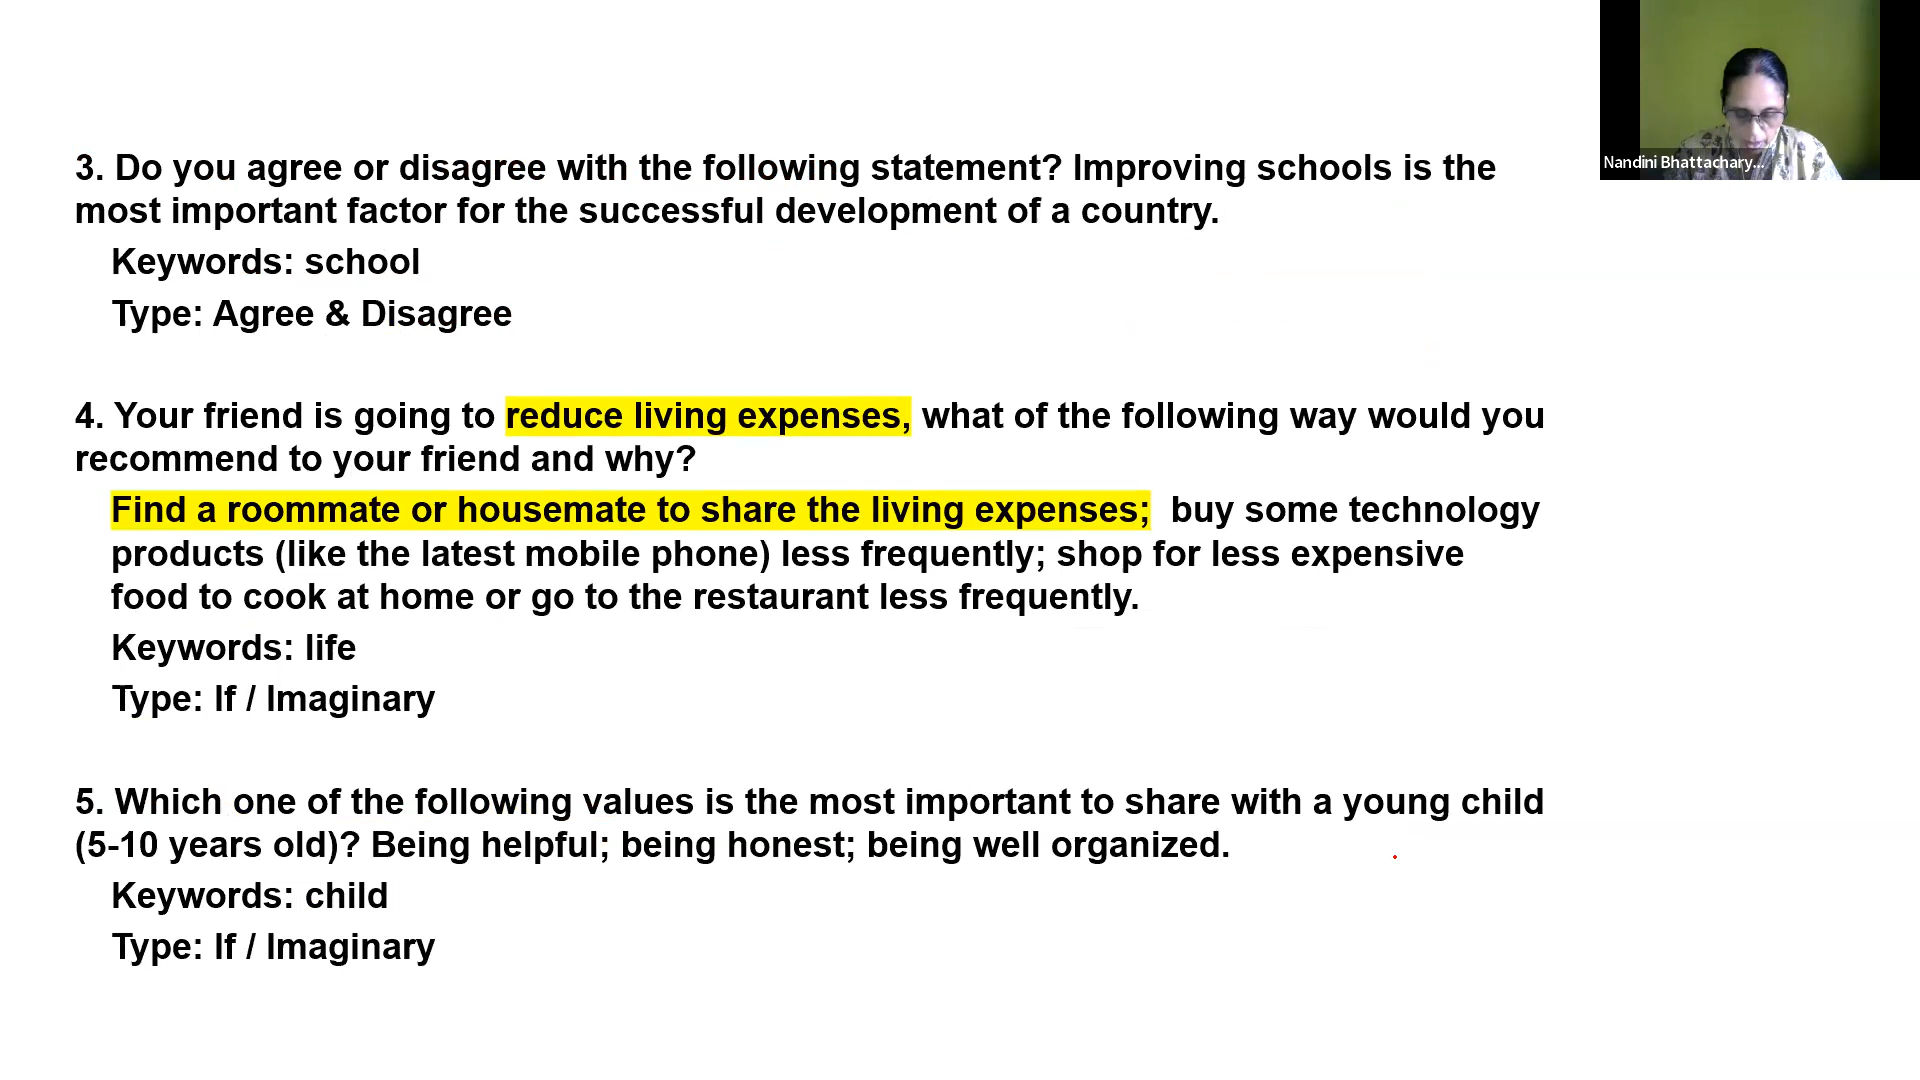 Nandini Bhattachary...
3. Do you agree or disagree with the following statement? Improving schools is the
most important factor for the successful development of a country.
Keywords: school
Type: Agree & Disagree
4. Your friend is going to reduce living expenses, what of the following way would you
recommend to your friend and why?
Find a roommate or housemate to share the living expenses; buy some technology
products (like the latest mobile phone) less frequently; shop for less expensive
food to cook at home or go to the restaurant less frequently.
Keywords: life
Type: If / Imaginary
5. Which one of the following values is the most important to share with a young child
(5-10 years old)? Being helpful; being honest; being well organized.
Keywords: child
Type: If / Imaginary